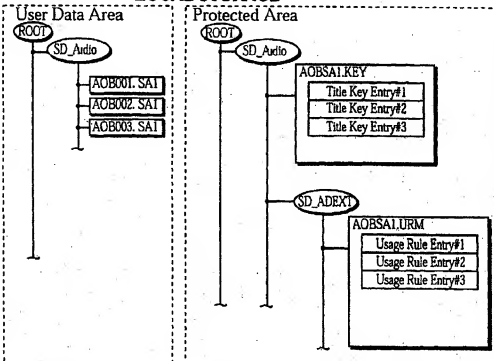 User Data Area
ROOT
SD_Audio
AOB001. SA1
AOB002. SA1
AOB003. SA1
Protected Area
ROOT
SD_Audio
AOBSA1.KEY
Title Key Entry#1
Title Key Entry#2
Title Key Entry#3
SD_ADEXT
AOBSA1.URM
Usage Rule Entry#1
Usage Rule Entry#2
Usage Rule Entry#3